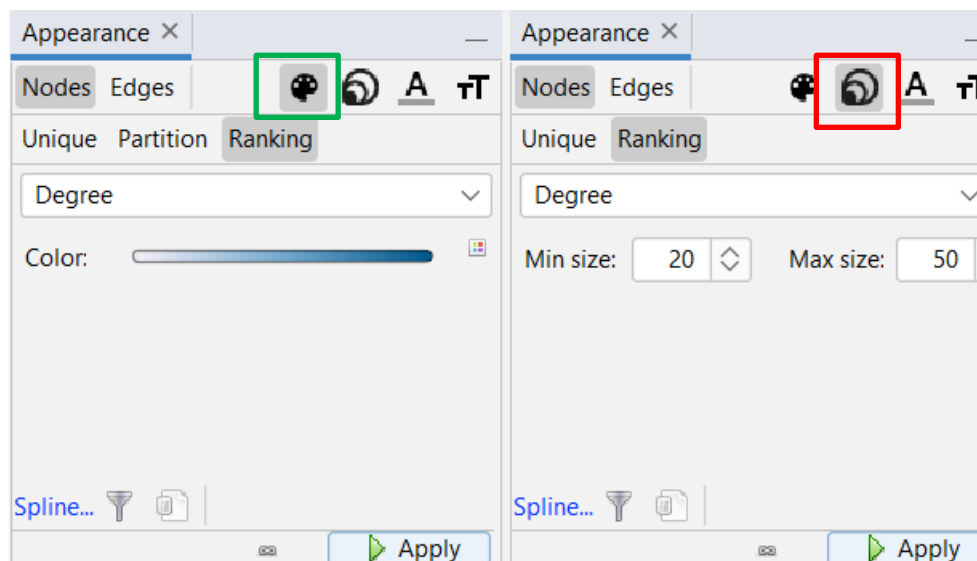 Appearance
Nodes Edges A TT
Unique Partition Ranking
Degree
Color:
Spline...
Apply
Appearance
Nodes Edges A T
Unique Ranking
Degree
Min size: 20 Max size: 50
Spline...
Apply